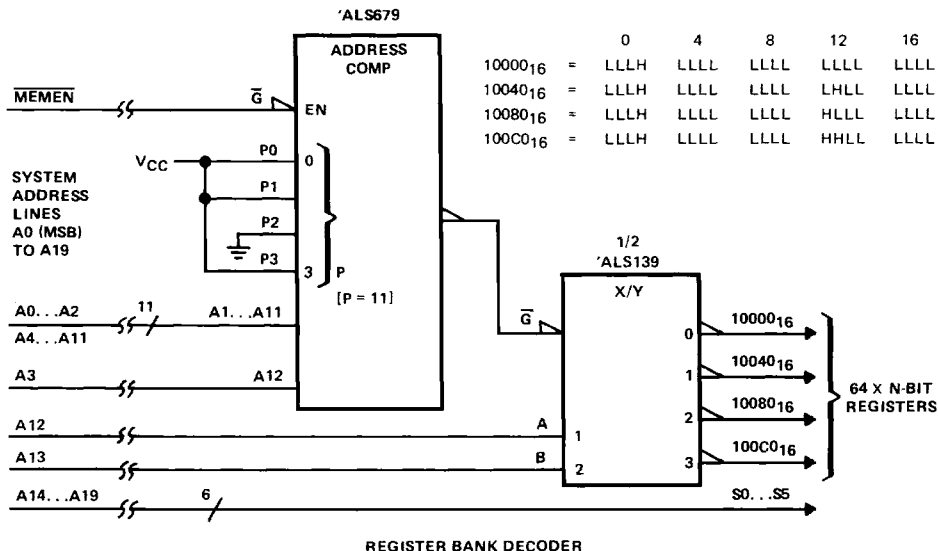 'ALS679
ADDRESS
COMP
0 4 8 12 16
10000₁₆ = LLLH LLLL LLLL LLLL LLLL
10040₁₆ = LLLH LLLL LLLL LHLL LLLL
10080₁₆ = LLLH LLLL LLLL HLLL LLLL
100C0₁₆ = LLLH LLLL LLLL HHLL LLLL
MEMEN
G
EN
VCC
P0
0
P1
P2
P3
3
P
[P = 11]
SYSTEM
ADDRESS
LINES
A0 (MSB)
TO A19
1/2
'ALS139
X/Y
G
A0...A2
11
A1...A11
A4...A11
A3
A12
A12
A
1
A13
B
2
A14...A19
6
S0...S5
0
10000₁₆
1
10040₁₆
2
10080₁₆
3
100C0₁₆
64 X N-BIT
REGISTERS
REGISTER BANK DECODER